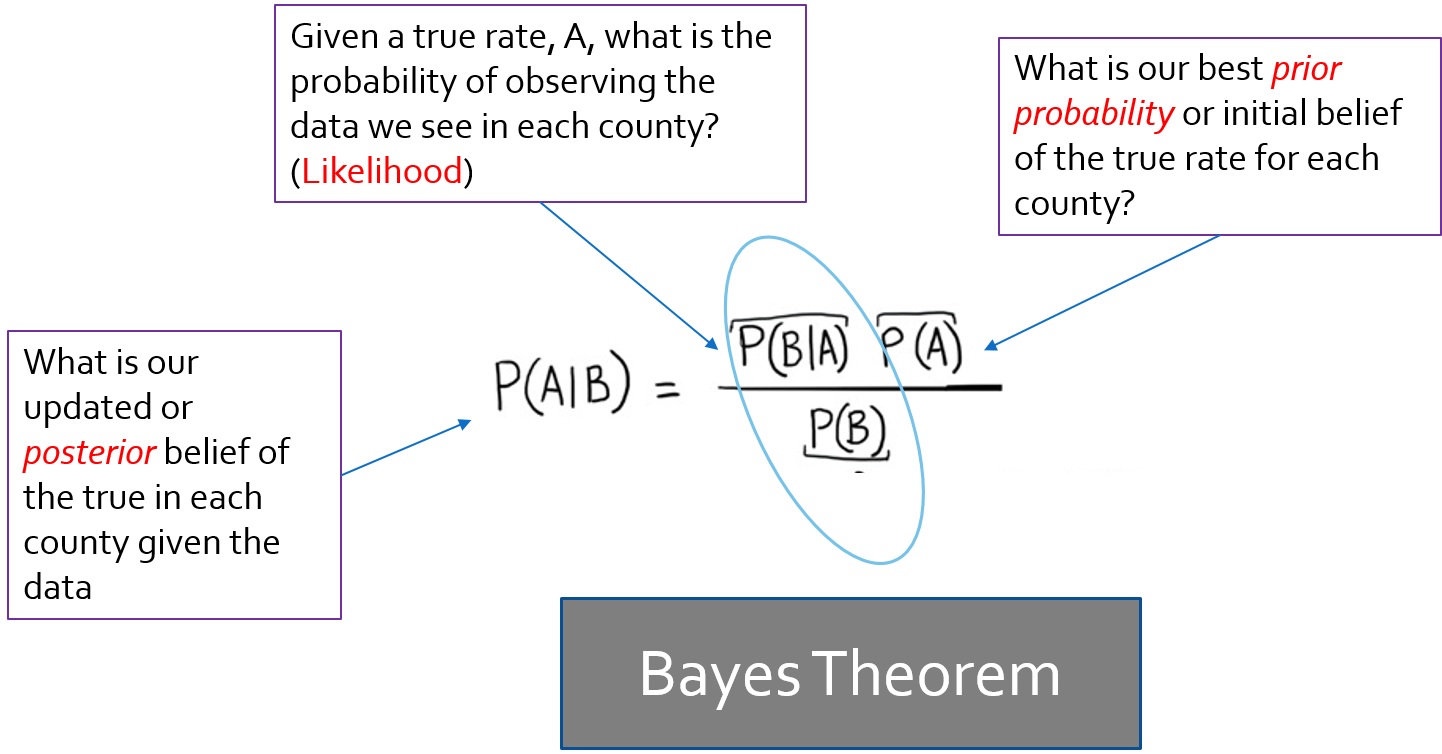 Given a true rate, A, what is the
probability of observing the
data we see in each county?
(Likelihood)
What is our best prior
probability or initial belief
of the true rate for each
county?
What is our
updated or
posterior belief of
the true in each
county given the
data
P(A|B) = P(B|A) P(A)
P(B)
Bayes Theorem